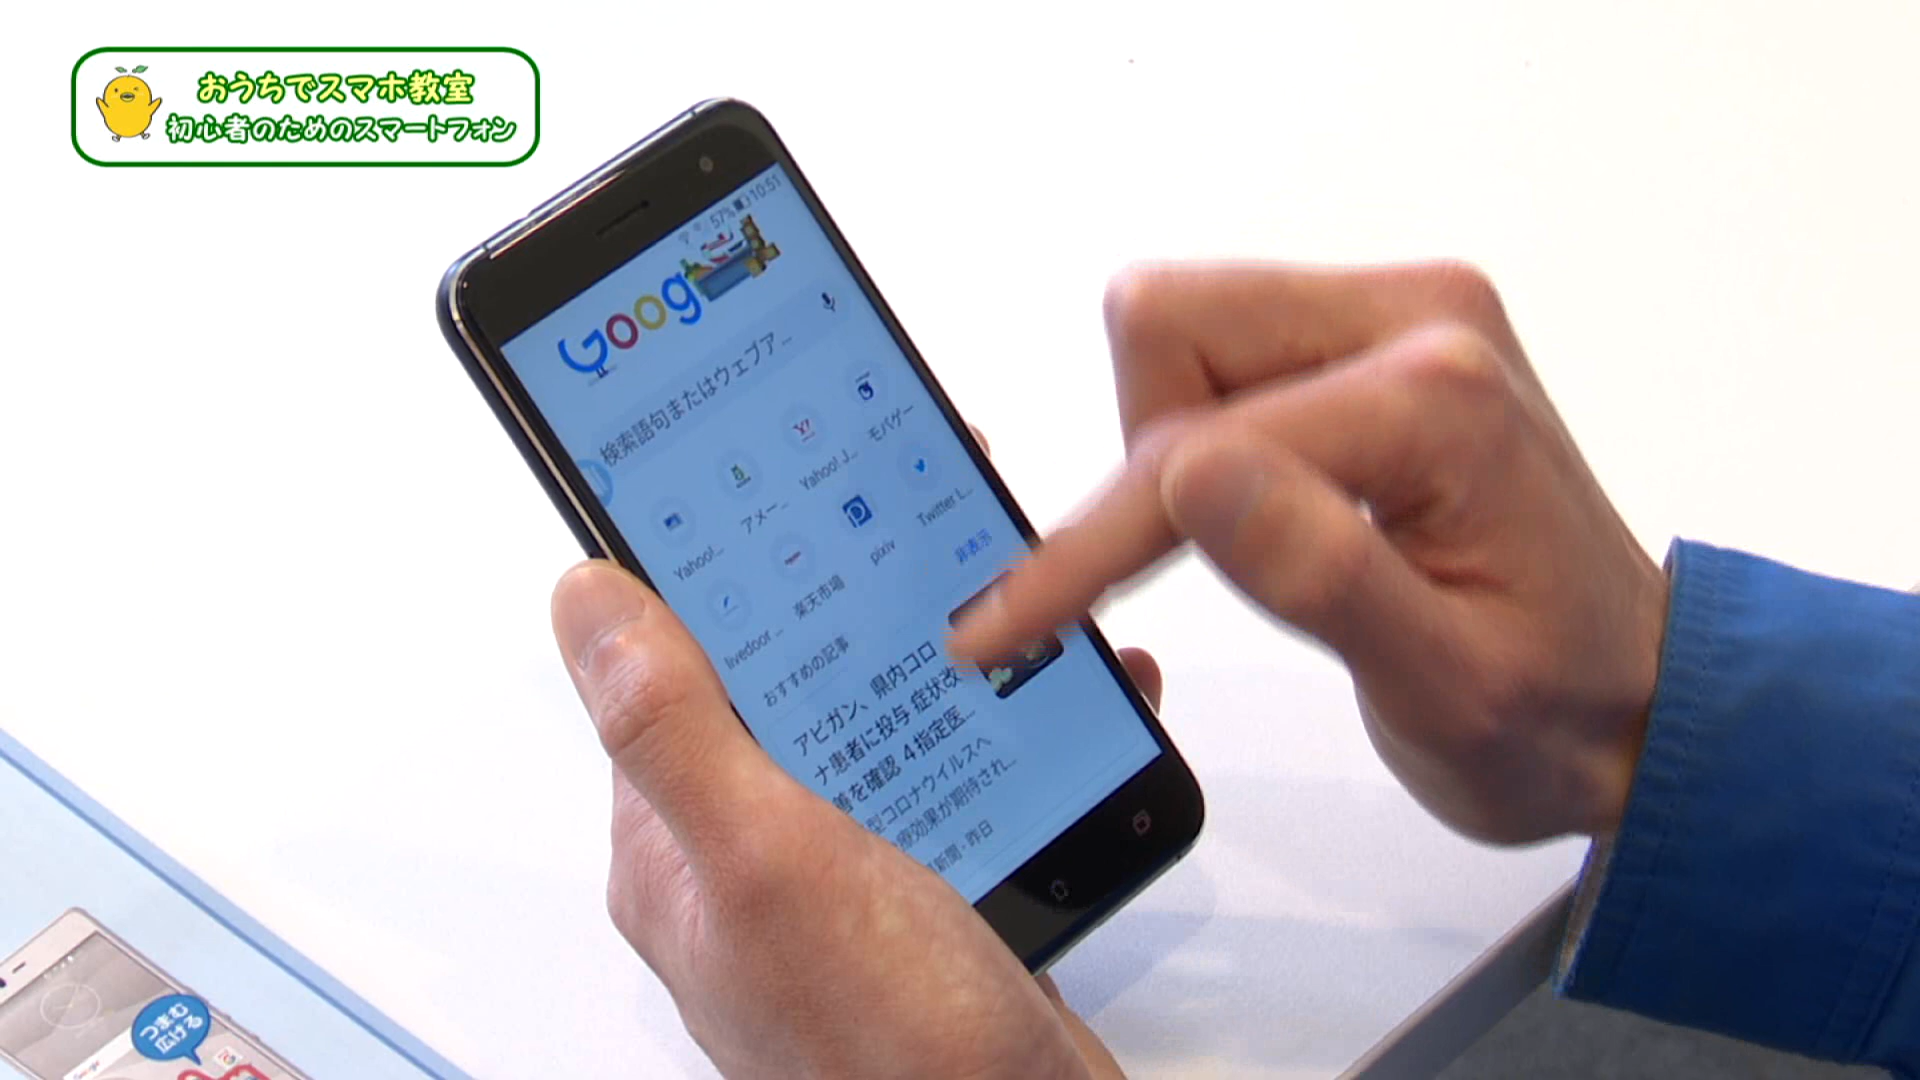 おうちでスマホ教室
初心者のためのスマートフォン
57% 10:51
Goog
検索語句またはウェブア...
Yahoo!...
アメー...
Yahoo! J...
モバゲー
livedoor ...
楽天市場
pixiv
Twitter L...
非表示
おすすめの記事
アビガン、県内コロ
ナ患者に投与 症状改
善を確認 4指定医...
型コロナウイルスへ
療効果が期待され...
新聞 - 昨日
つまむ
広げる
Google